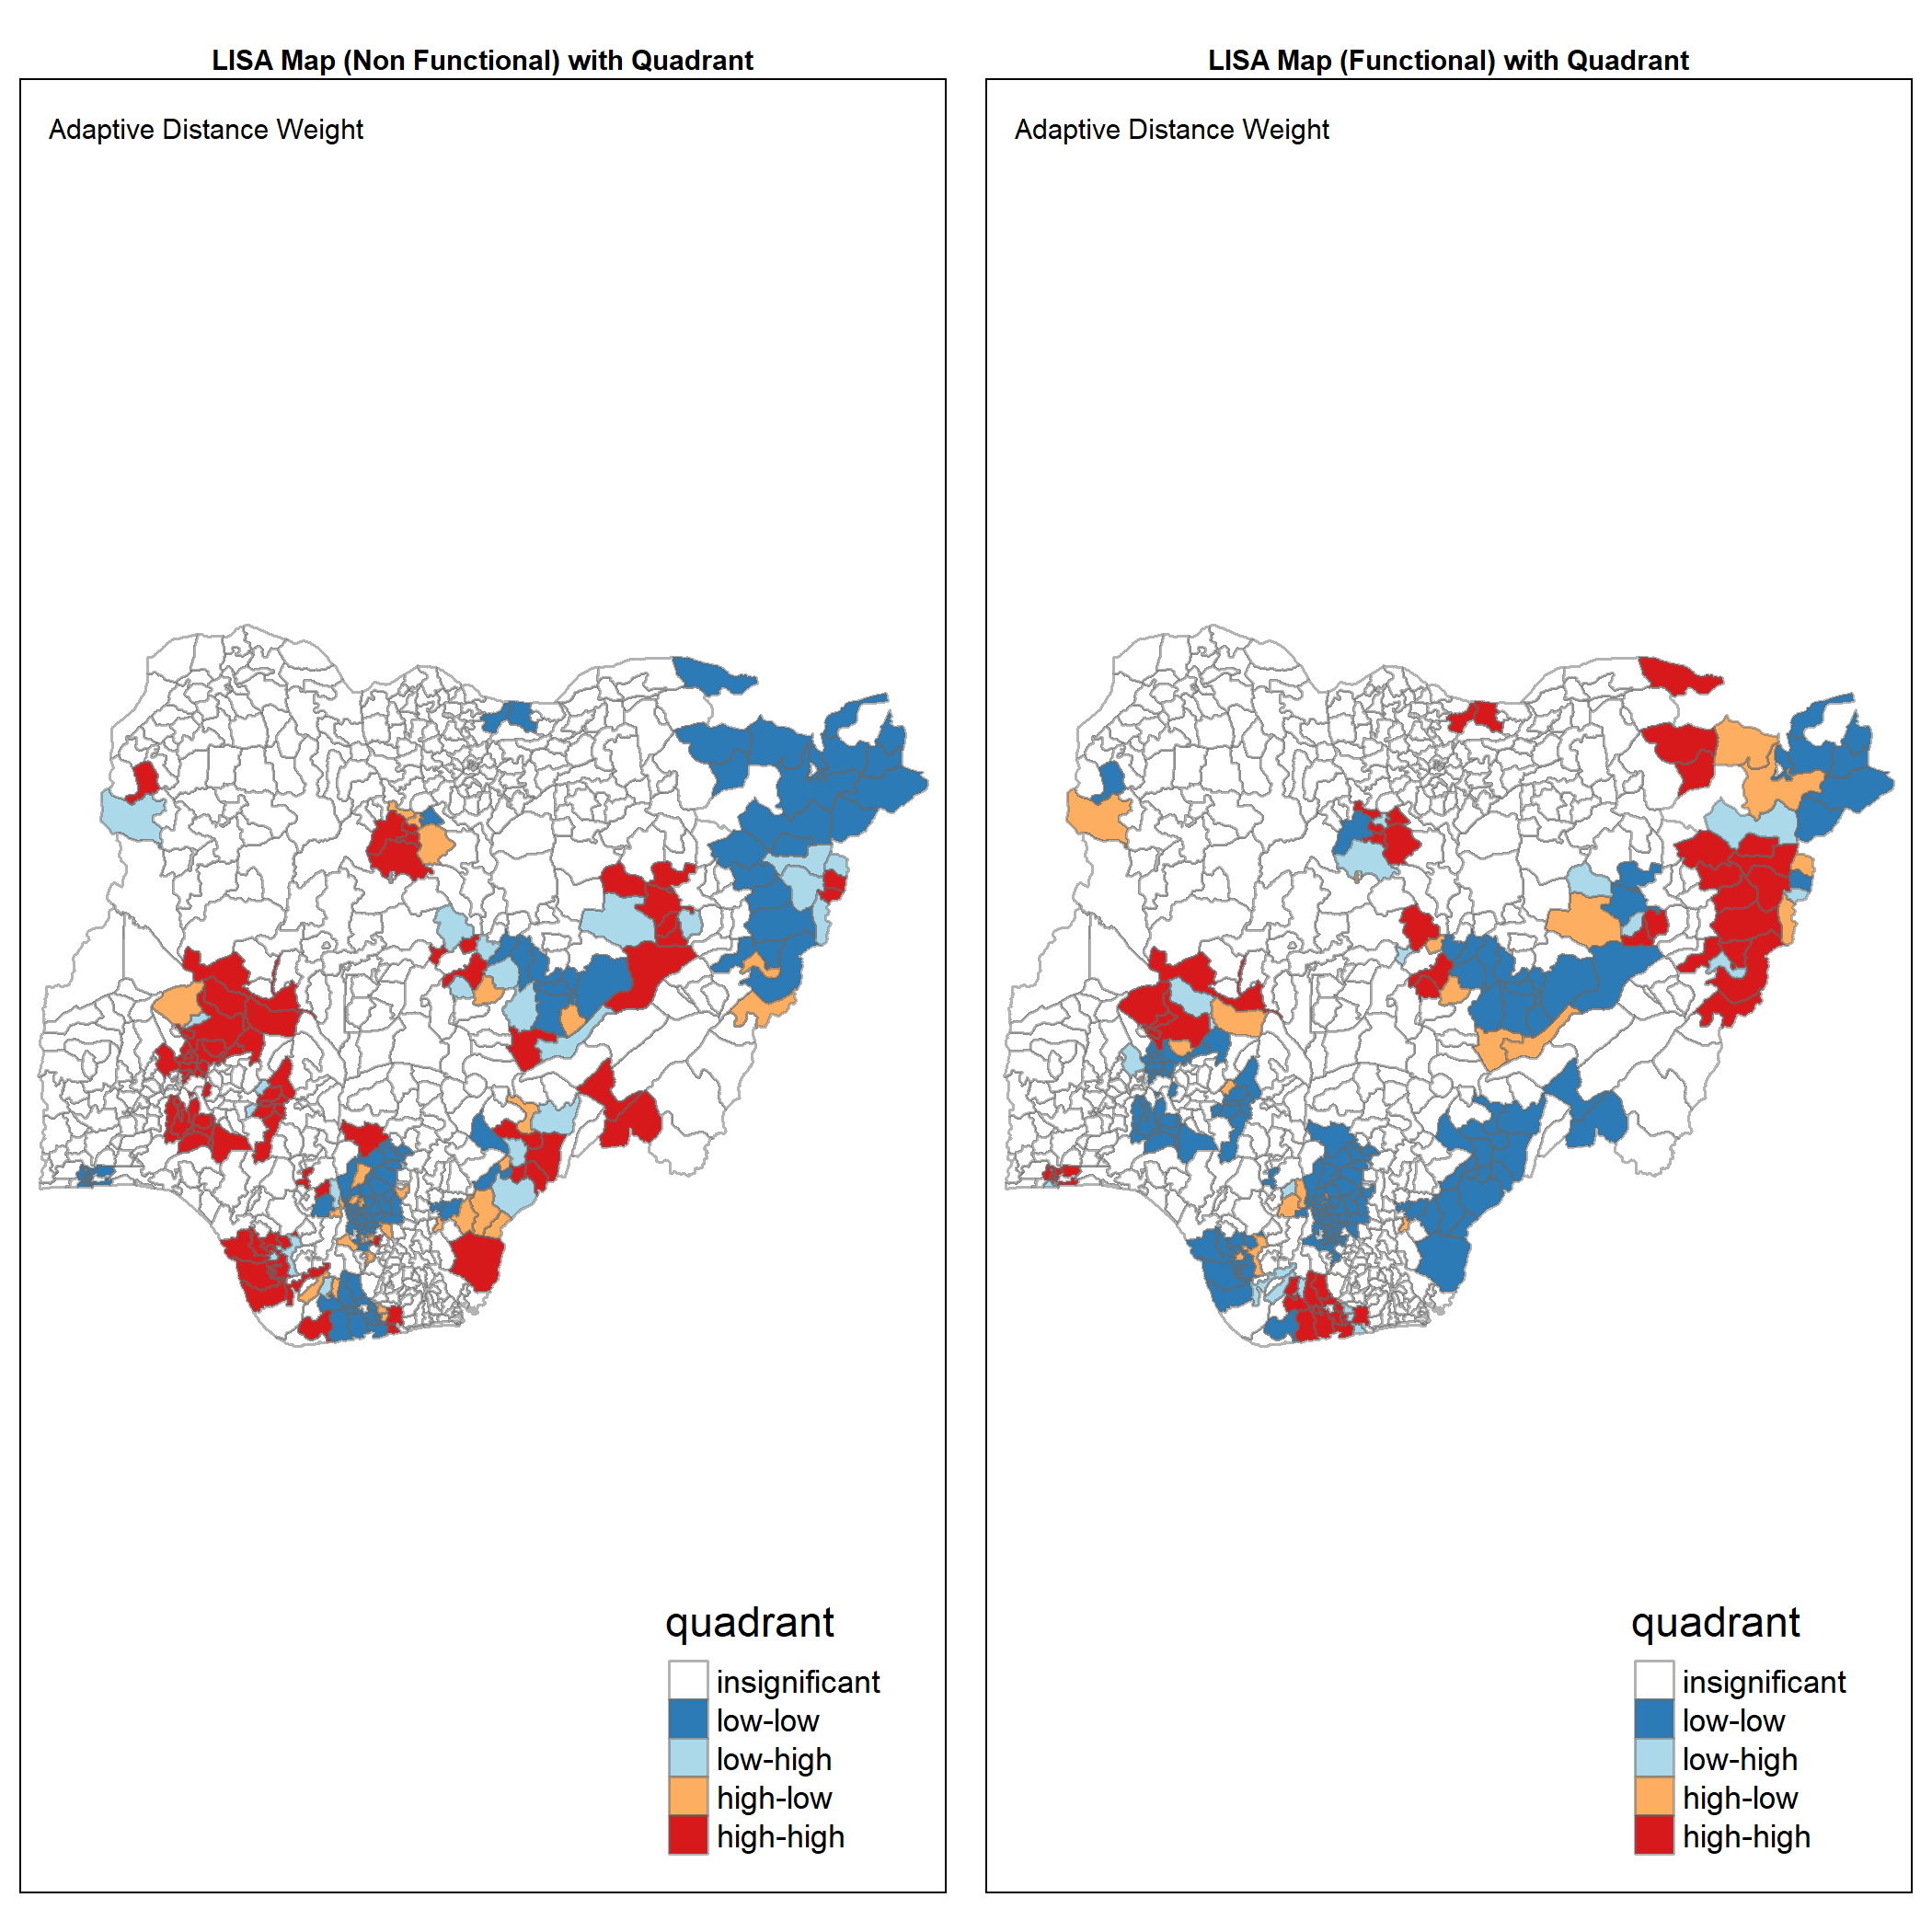 LISA Map (Non Functional) with Quadrant
Adaptive Distance Weight
quadrant
insignificant
low-low
low-high
high-low
high-high
LISA Map (Functional) with Quadrant
Adaptive Distance Weight
quadrant
insignificant
low-low
low-high
high-low
high-high